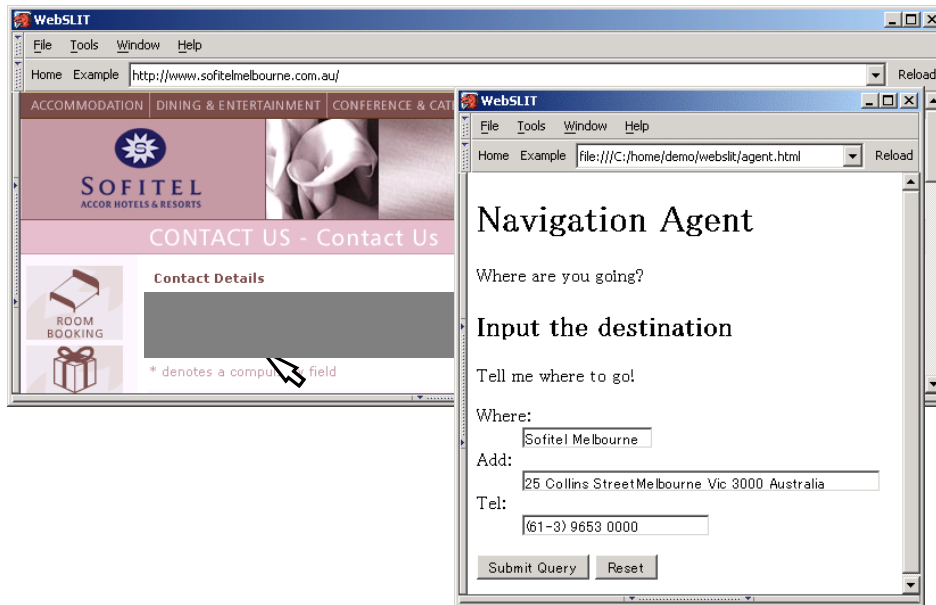 WebSLIT
File Tools Window Help
Home Example http://www.sofitelmelbourne.com.au/ Reload
ACCOMMODATION DINING & ENTERTAINMENT CONFERENCE &
SOFITEL
ACCOR HOTELS & RESORTS
CONTACT US - Contact Us
ROOM
BOOKING
Contact Details
* denotes a field
WebSLIT
File Tools Window Help
Home Example file:///C:/home/demo/webslit/agent.html Reload
Navigation Agent
Where are you going?
Input the destination
Tell me where to go!
Where:
Sofitel Melbourne
Add:
25 Collins StreetMelbourne Vic 3000 Australia
Tel:
(61-3) 9653 0000
Submit Query Reset